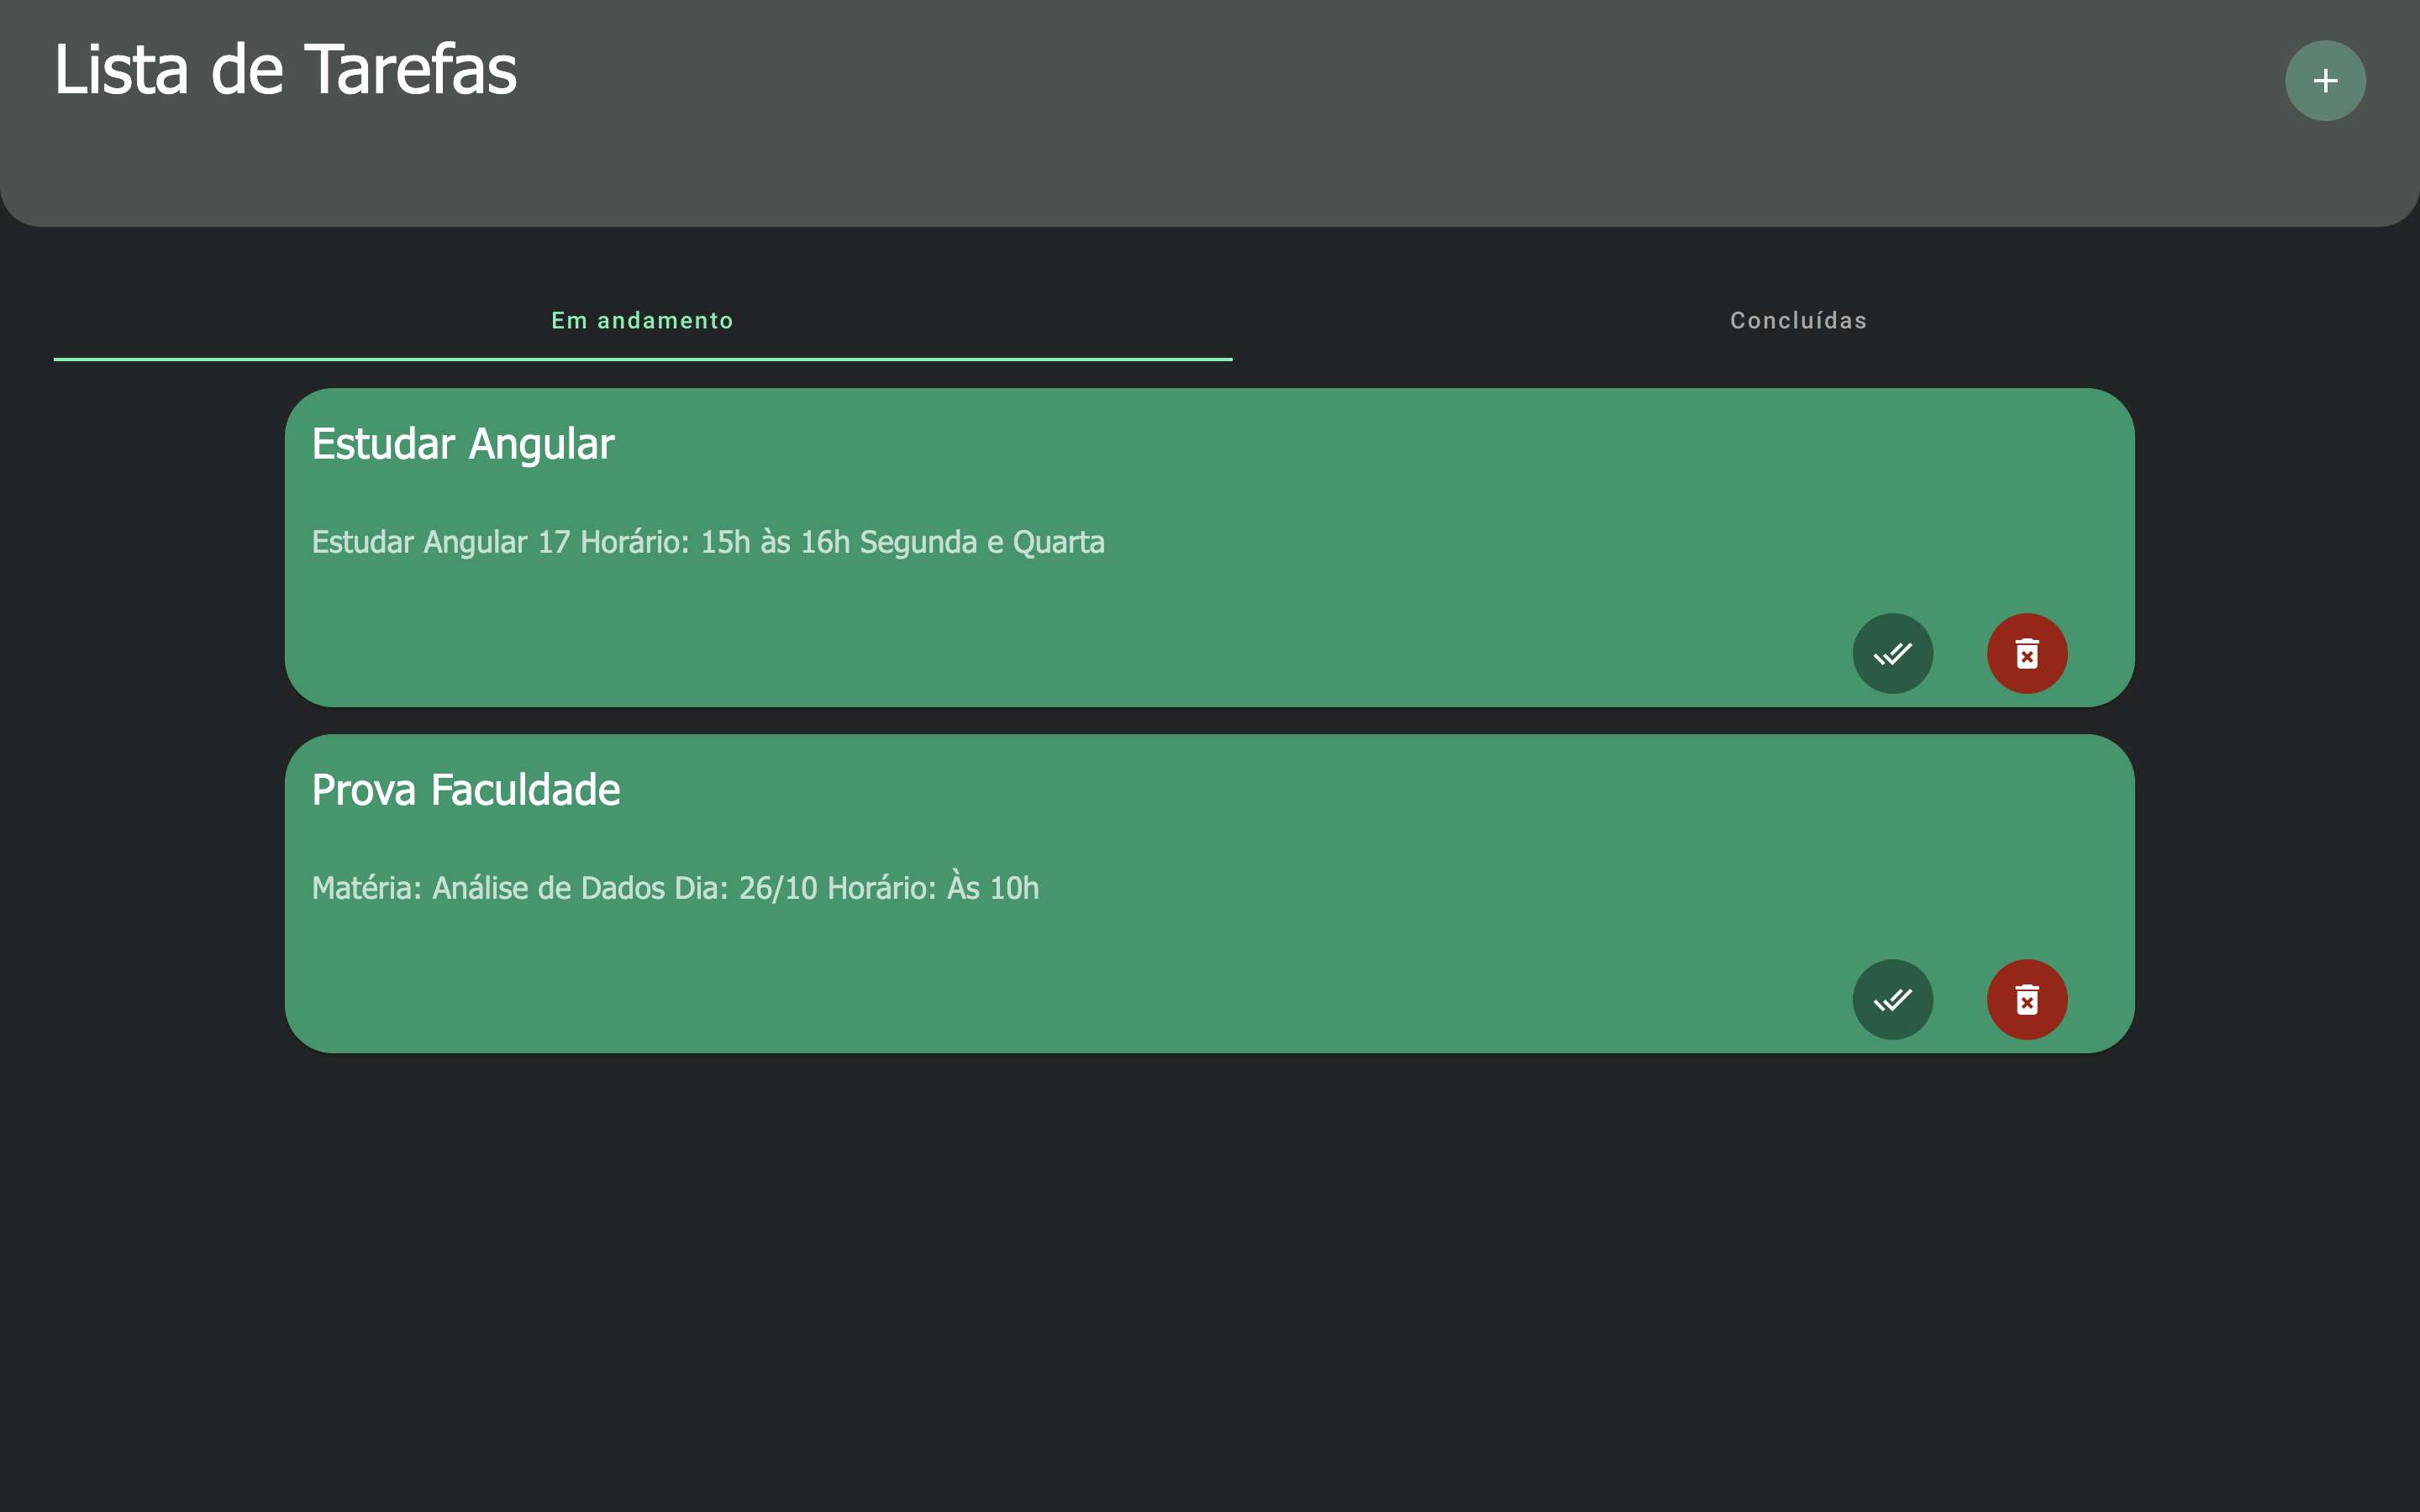 Lista de Tarefas
Em andamento
Concluídas
Estudar Angular
Estudar Angular 17 Horário: 15h às 16h Segunda e Quarta
Prova Faculdade
Matéria: Análise de Dados Dia: 26/10 Horário: Às 10h